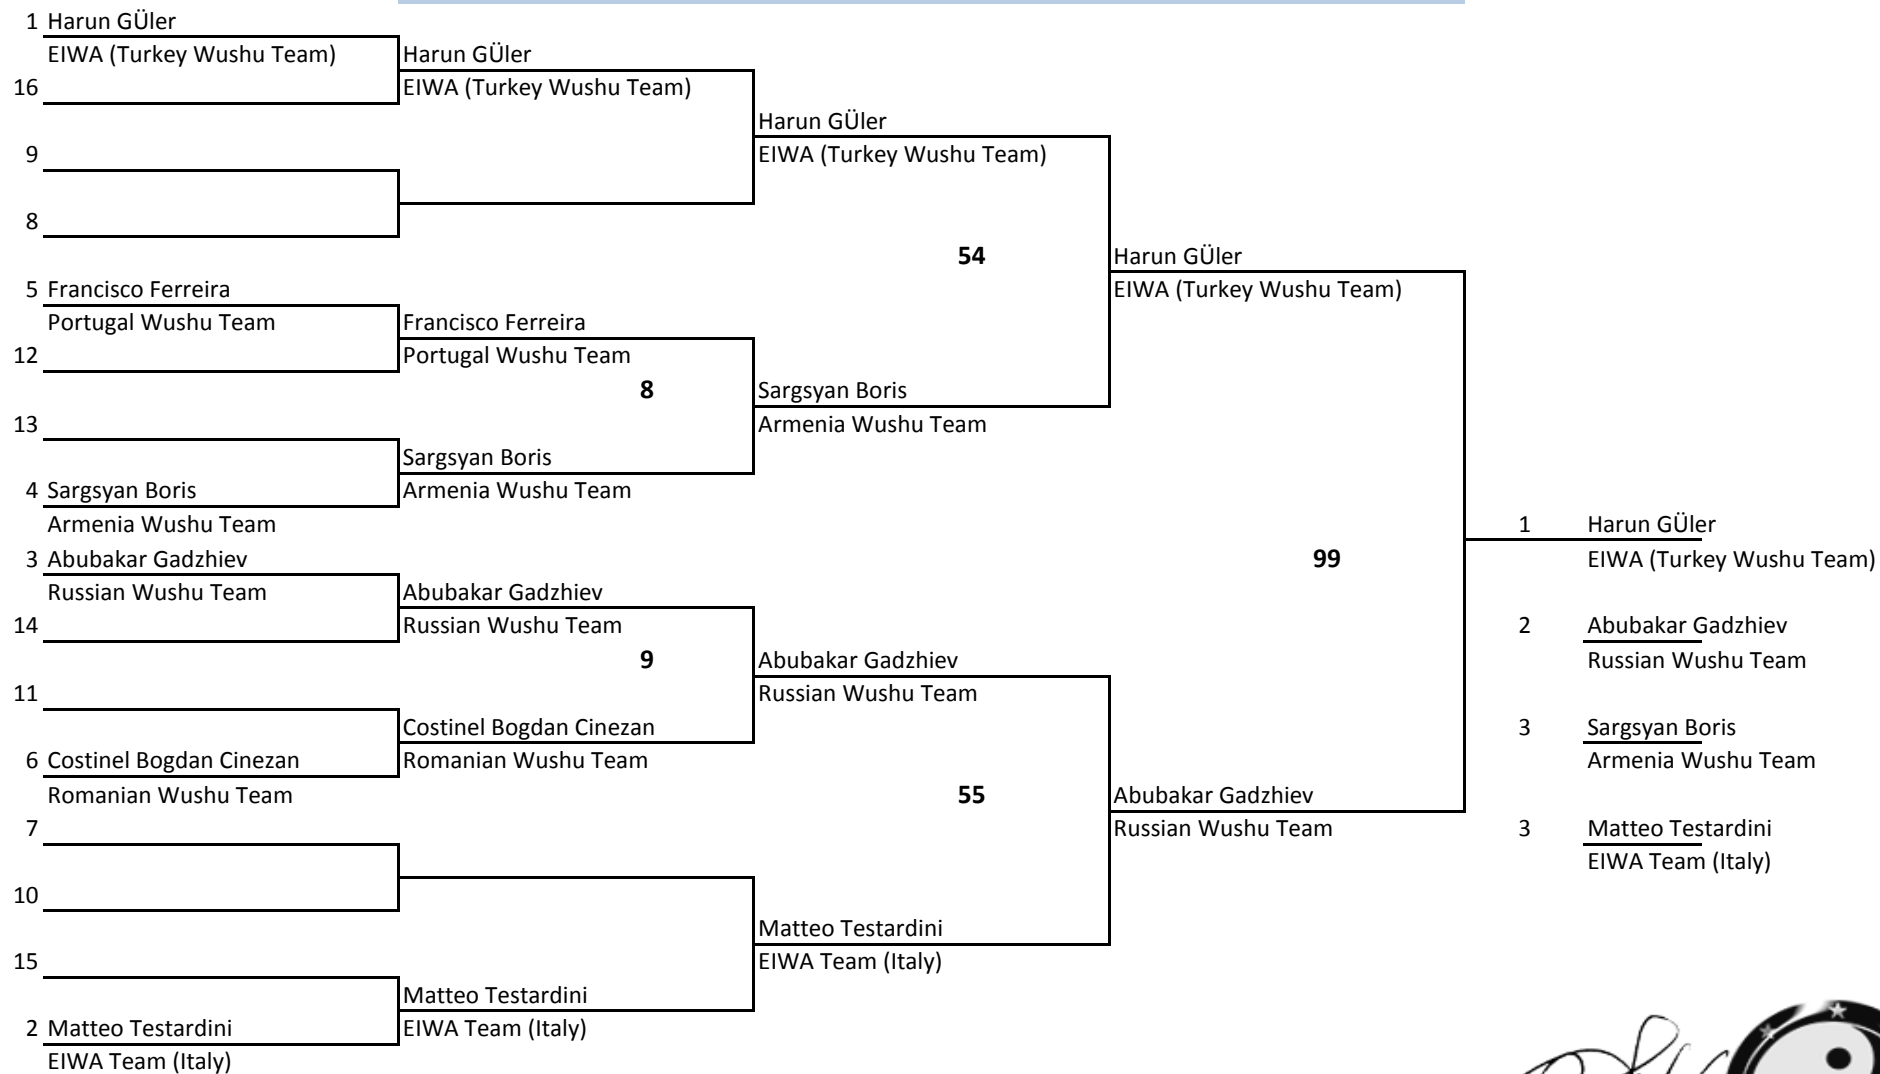 1 Harun GÜler
EIWA (Turkey Wushu Team)
Harun GÜler
16
EIWA (Turkey Wushu Team)
Harun GÜler
9
EIWA (Turkey Wushu Team)
8
54
Harun GÜler
5 Francisco Ferreira
EIWA (Turkey Wushu Team)
Portugal Wushu Team
Francisco Ferreira
12
Portugal Wushu Team
8
Sargsyan Boris
13
Armenia Wushu Team
Sargsyan Boris
4 Sargsyan Boris
Armenia Wushu Team
Armenia Wushu Team
1 Harun GÜler
3 Abubakar Gadzhiev
99
EIWA (Turkey Wushu Team)
Russian Wushu Team
Abubakar Gadzhiev
14
Russian Wushu Team
2 Abubakar Gadzhiev
9
Abubakar Gadzhiev
Russian Wushu Team
11
Russian Wushu Team
Costinel Bogdan Cinezan
3 Sargsyan Boris
6 Costinel Bogdan Cinezan
Romanian Wushu Team
Armenia Wushu Team
Romanian Wushu Team
55
Abubakar Gadzhiev
7
Russian Wushu Team
3 Matteo Testardini
EIWA Team (Italy)
10
Matteo Testardini
15
EIWA Team (Italy)
Matteo Testardini
2 Matteo Testardini
EIWA Team (Italy)
EIWA Team (Italy)